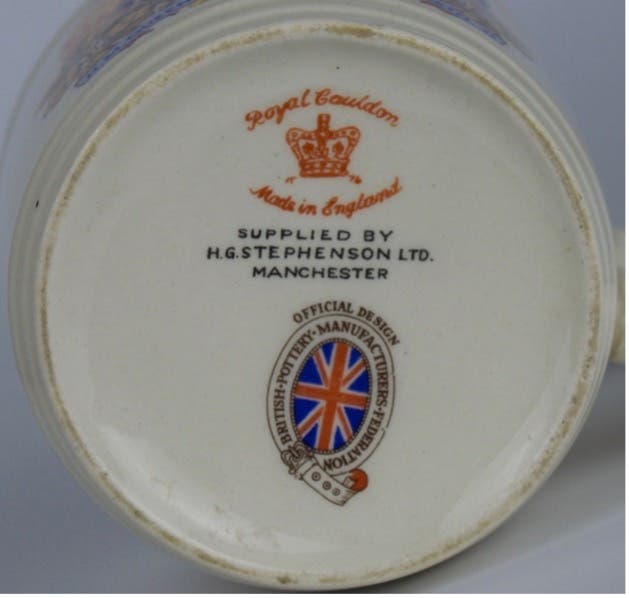 Royal Cauldon
Made in England
SUPPLIED BY
H.G.STEPHENSON LTD.
MANCHESTER
OFFICIAL DESIGN
BRITISH·POTTERY·MANUFACTURERS·FEDERATION